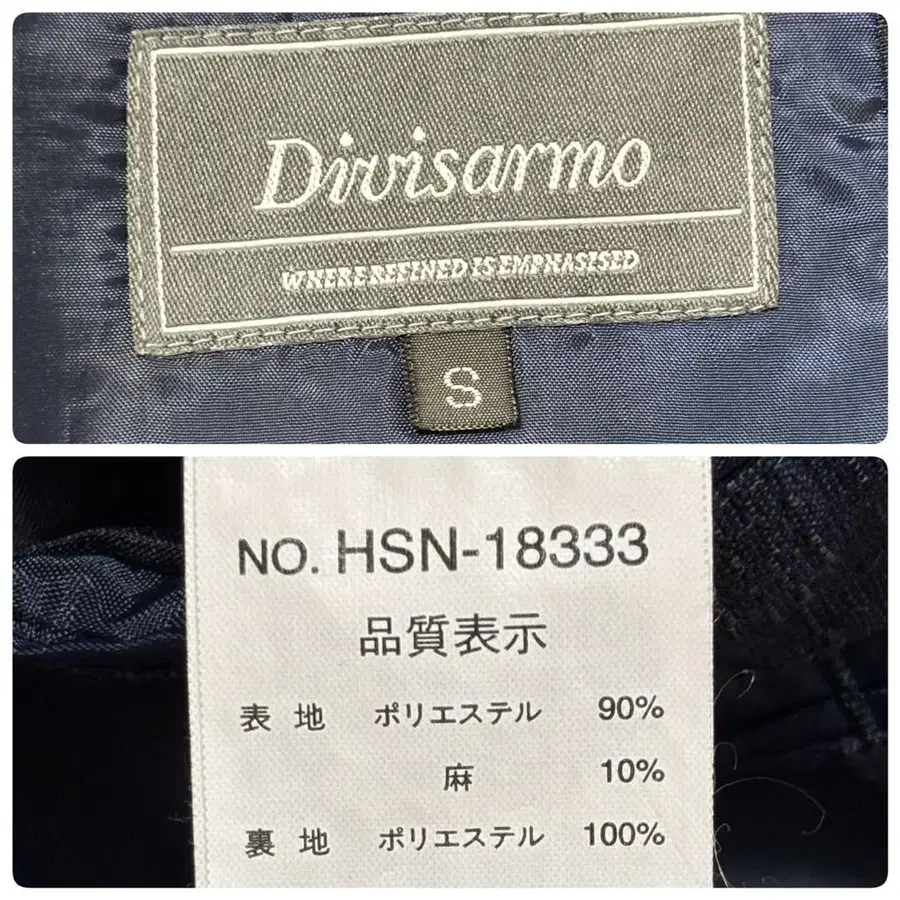 Divisarmo
WHERE REFINED IS EMPHASISED
S
NO. HSN-18333
品質表示
表 地 ポリエステル 90%
麻 10%
裏 地 ポリエステル 100%